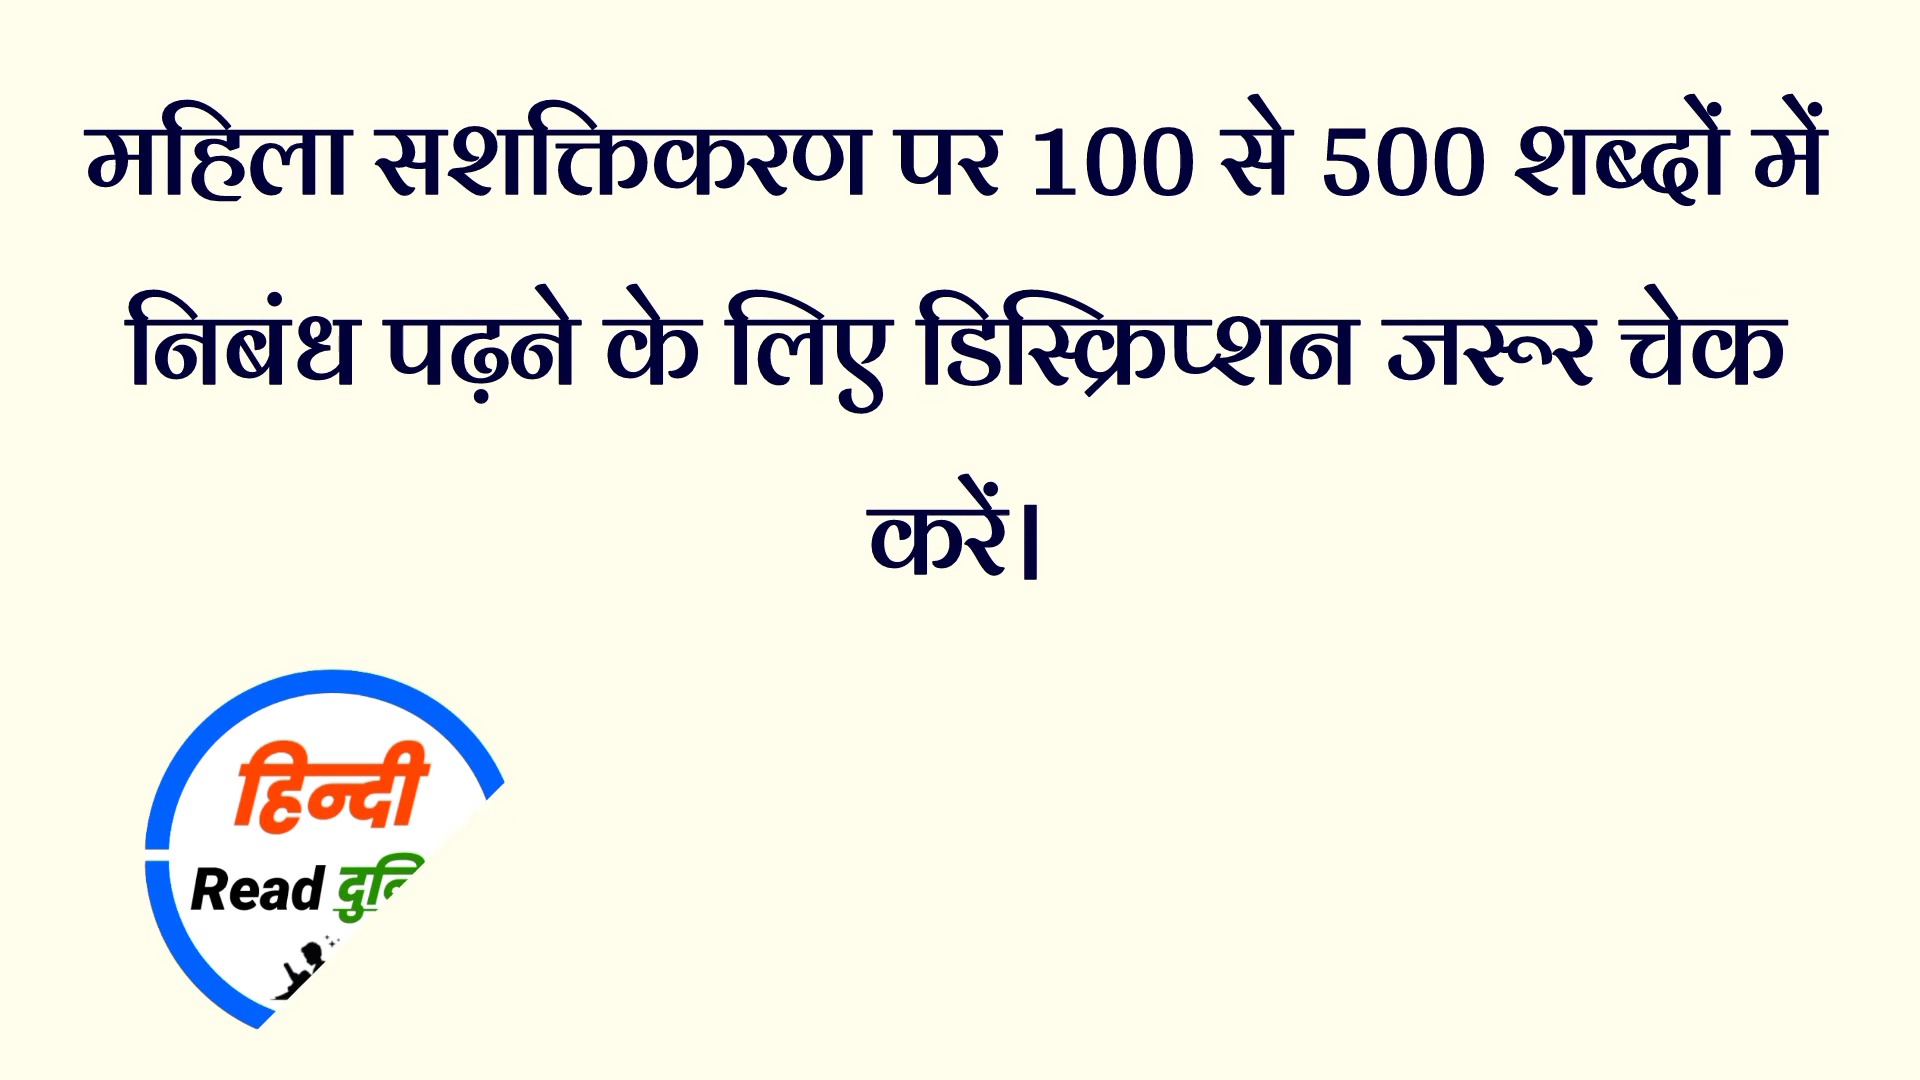 महिला सशक्तिकरण पर 100 से 500 शब्दों में
निबंध पढ़ने के लिए डिस्क्रिप्शन जरूर चेक
करें।
हिन्दी
Read